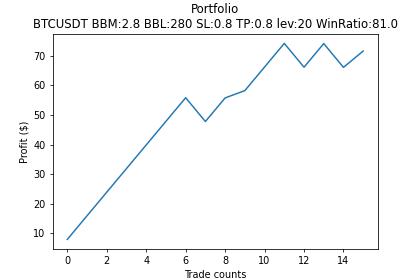 Portfolio
BTCUSDT BBM:2.8 BBL:280 SL:0.8 TP:0.8 lev:20 WinRatio:81.0
Profit ($)
70
60
50
40
30
20
10
0 2 4 6 8 10 12 14
Trade counts